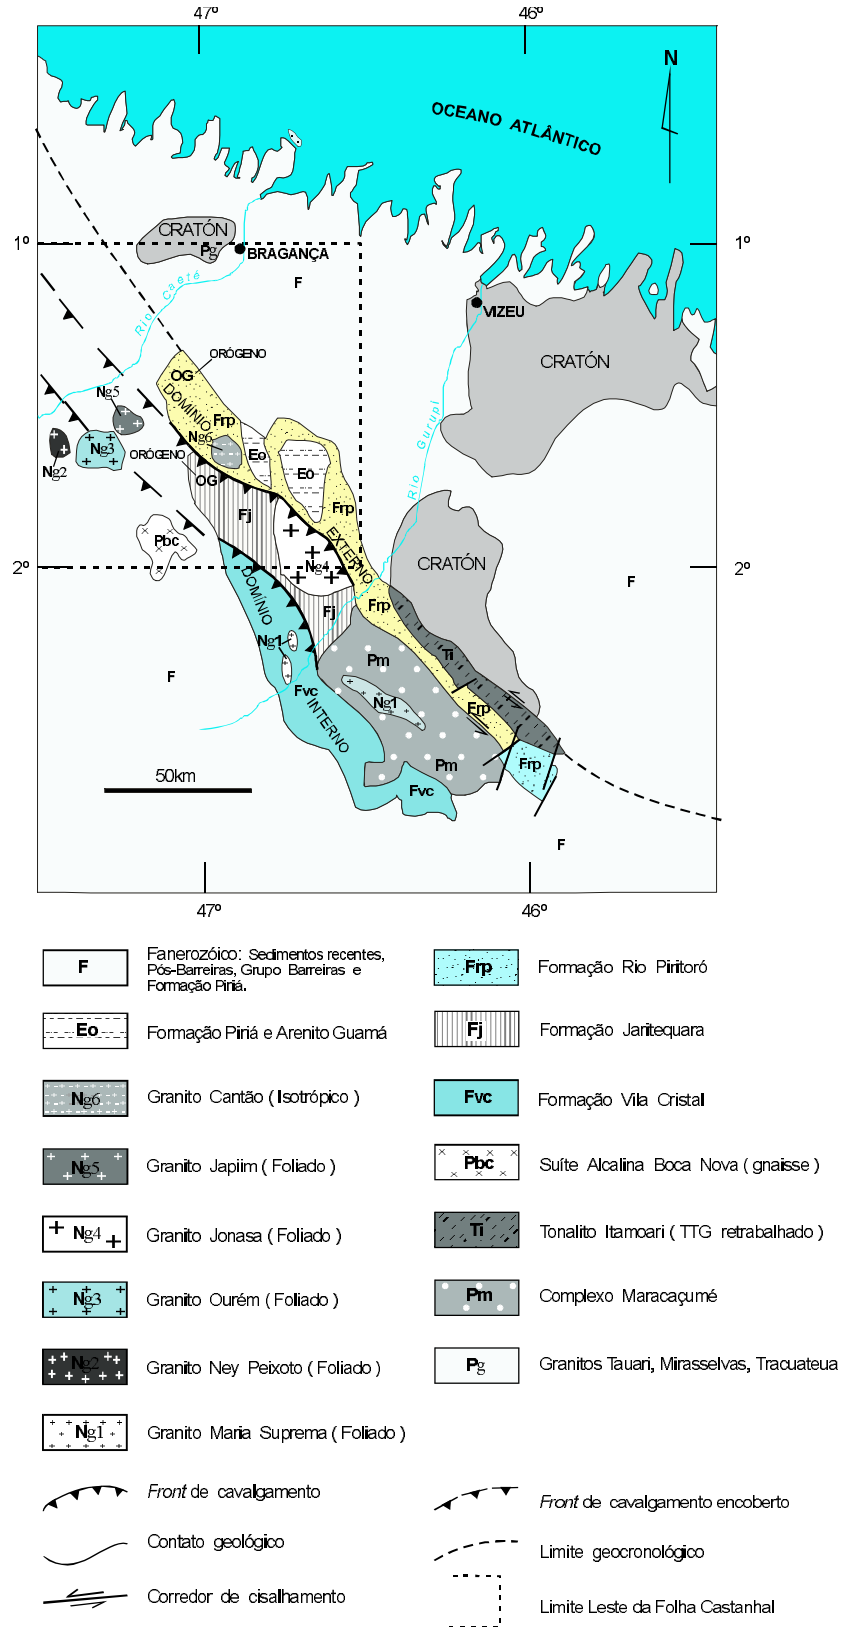 47º
46º
N
OCEANO ATLÂNTICO
CRATÓN
1º
1º
Pg
BRAGANÇA
F
Rio Caeté
VIZEU
ORÓGENO
CRATÓN
OG
DOMÍNIO
Ng5
Frp
Rio Gurupi
Ng6
Ng3
Eo
ORÓGENO
Ng2
OG
Eo
Frp
Fj
Pbc
EXTERNO
Ng4
CRATÓN
2º
2º
F
DOMÍNIO
Frp
Fj
Ng1
Ti
Pm
F
Fvc
Ng1
INTERNO
Frp
50km
Pm
Frp
Fvc
F
47º
46º
F
Fanerozóico: Sedimentos recentes,
Pós-Barreiras, Grupo Barreiras e
Formação Piriá.
Frp
Formação Rio Piritoró
Eo
Formação Piriá e Arenito Guamá
Fj
Formação Jaritequara
Ng6
Granito Cantão ( Isotrópico )
Fvc
Formação Vila Cristal
Ng5
Granito Japiim ( Foliado )
Pbc
Suíte Alcalina Boca Nova ( gnaisse )
Ng4
Granito Jonasa ( Foliado )
Ti
Tonalito Itamoari ( TTG retrabalhado )
Ng3
Granito Ourém ( Foliado )
Pm
Complexo Maracaçumé
Ng2
Granito Ney Peixoto ( Foliado )
Pg
Granitos Tauari, Mirasselvas, Tracuateua
Ng1
Granito Maria Suprema ( Foliado )
Front de cavalgamento
Front de cavalgamento encoberto
Contato geológico
Limite geocronológico
Corredor de cisalhamento
Limite Leste da Folha Castanhal